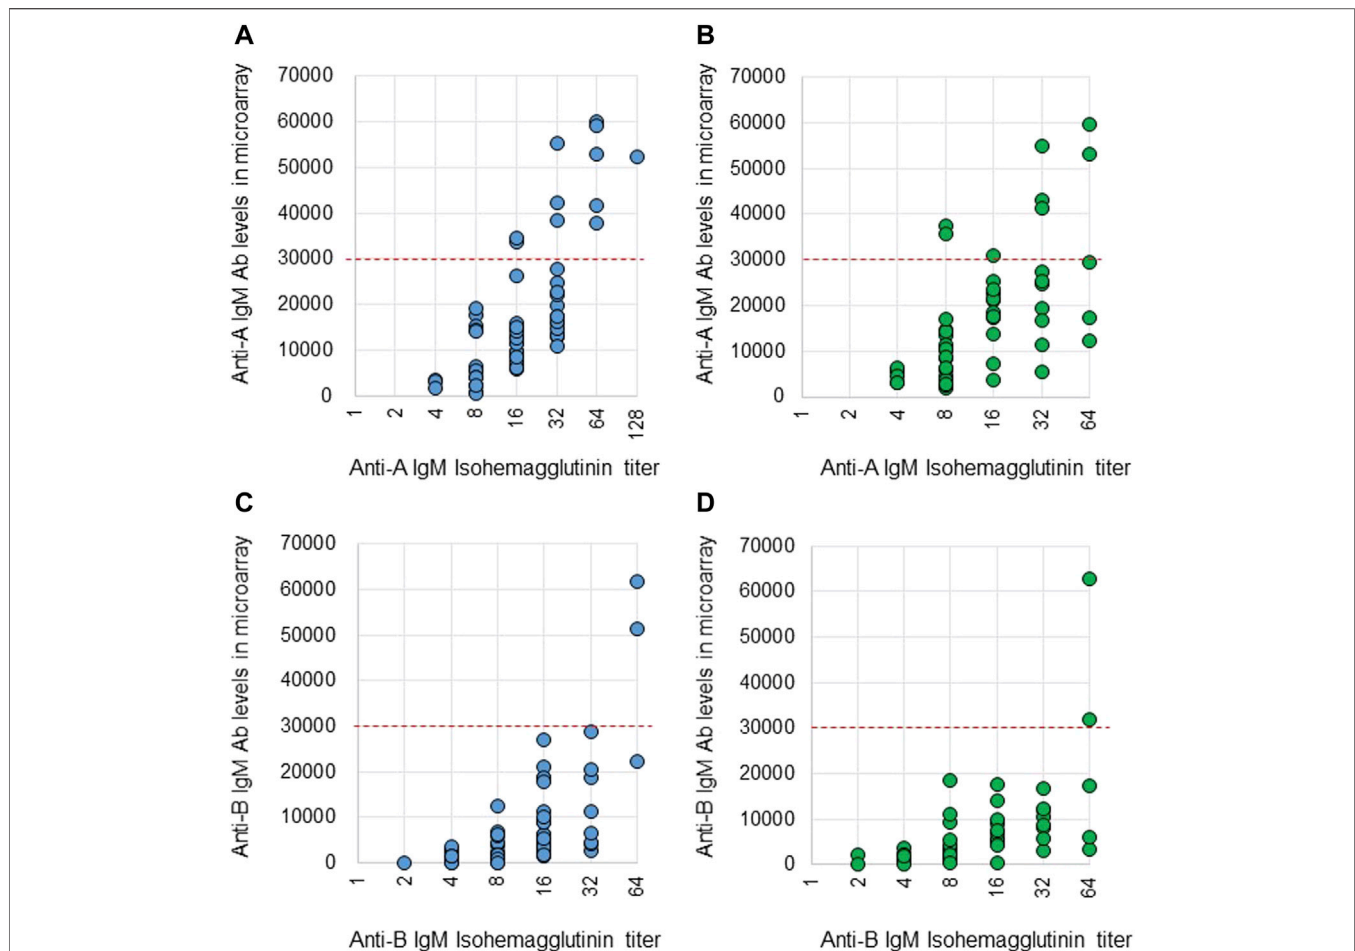 A
Anti-A IgM Ab levels in microarray
70000
60000
50000
40000
30000
20000
10000
0
1 2 4 8 16 32 64 128
Anti-A IgM Isohemagglutinin titer
B
Anti-A IgM Ab levels in microarray
70000
60000
50000
40000
30000
20000
10000
0
1 2 4 8 16 32 64
Anti-A IgM Isohemagglutinin titer
C
Anti-B IgM Ab levels in microarray
70000
60000
50000
40000
30000
20000
10000
0
1 2 4 8 16 32 64
Anti-B IgM Isohemagglutinin titer
D
Anti-B IgM Ab levels in microarray
70000
60000
50000
40000
30000
20000
10000
0
1 2 4 8 16 32 64
Anti-B IgM Isohemagglutinin titer